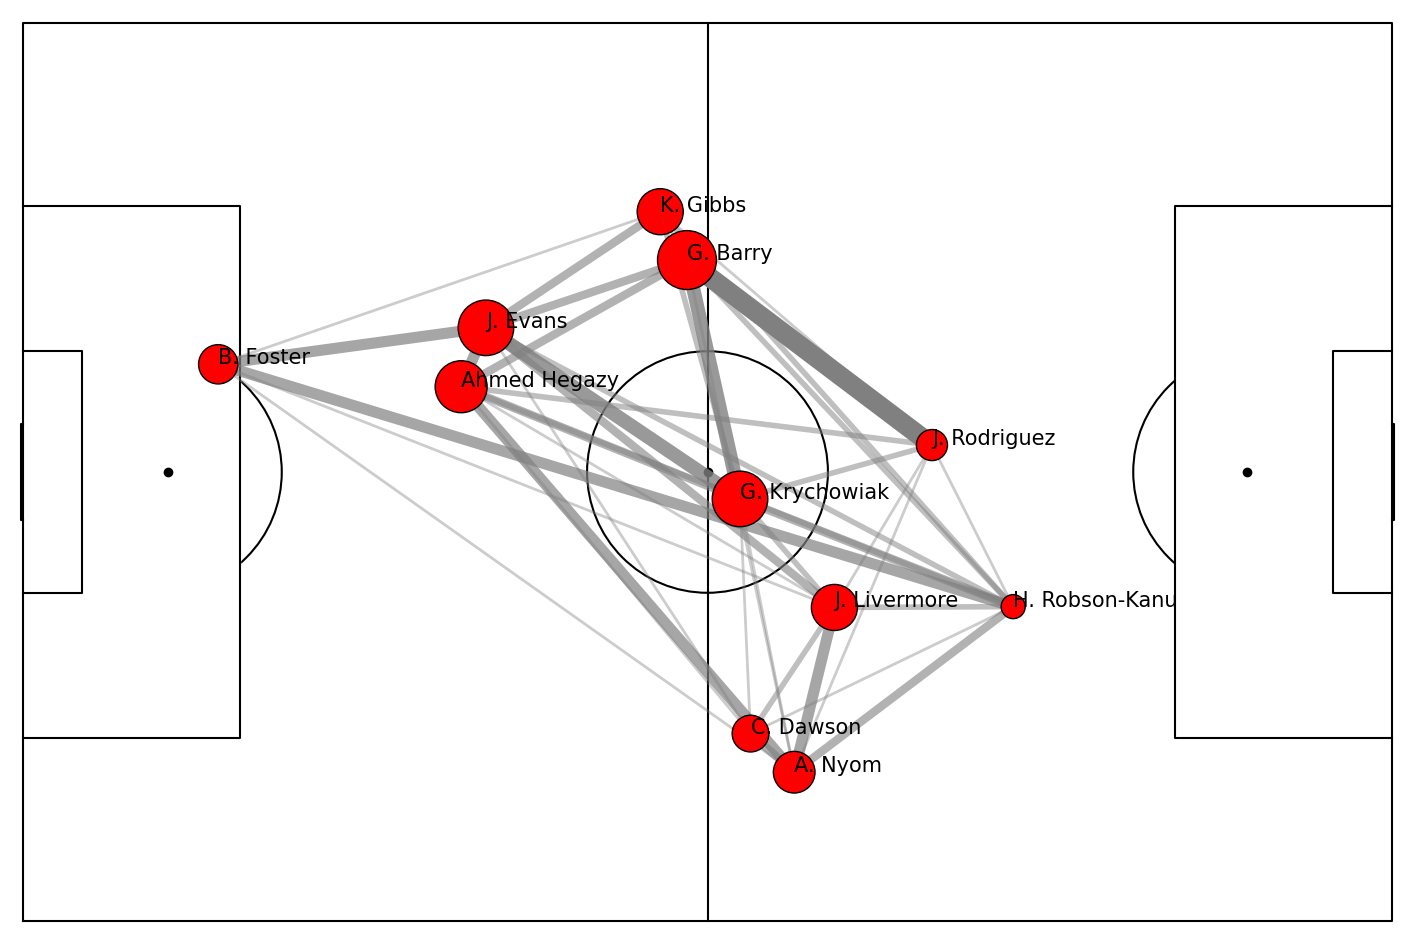 K. Gibbs
G. Barry
J. Evans
B. Foster
Ahmed Hegazy
J. Rodriguez
G. Krychowiak
J. Livermore
H. Robson-Kanu
C. Dawson
A. Nyom